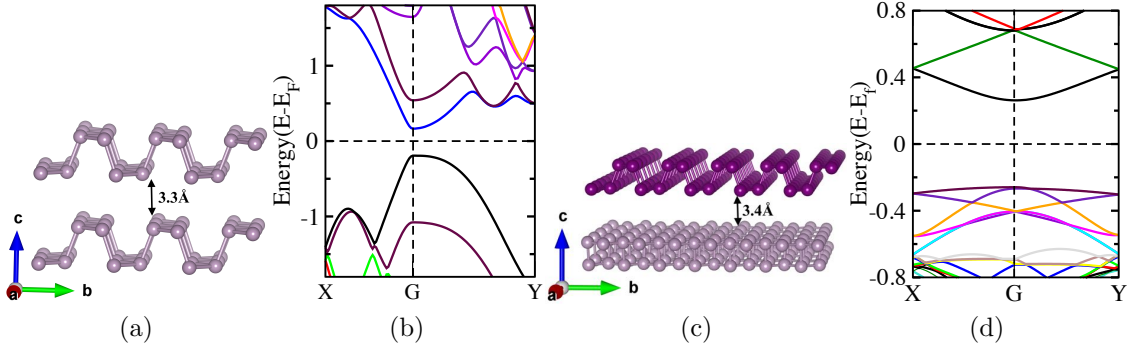 c
a
b
3.3Å
(a)
Energy(E-E_F)
1
0
-1
X
G
Y
(b)
c
a
b
3.4Å
(c)
Energy(E-E_f)
0.8
0.4
0
-0.4
-0.8
X
G
Y
(d)